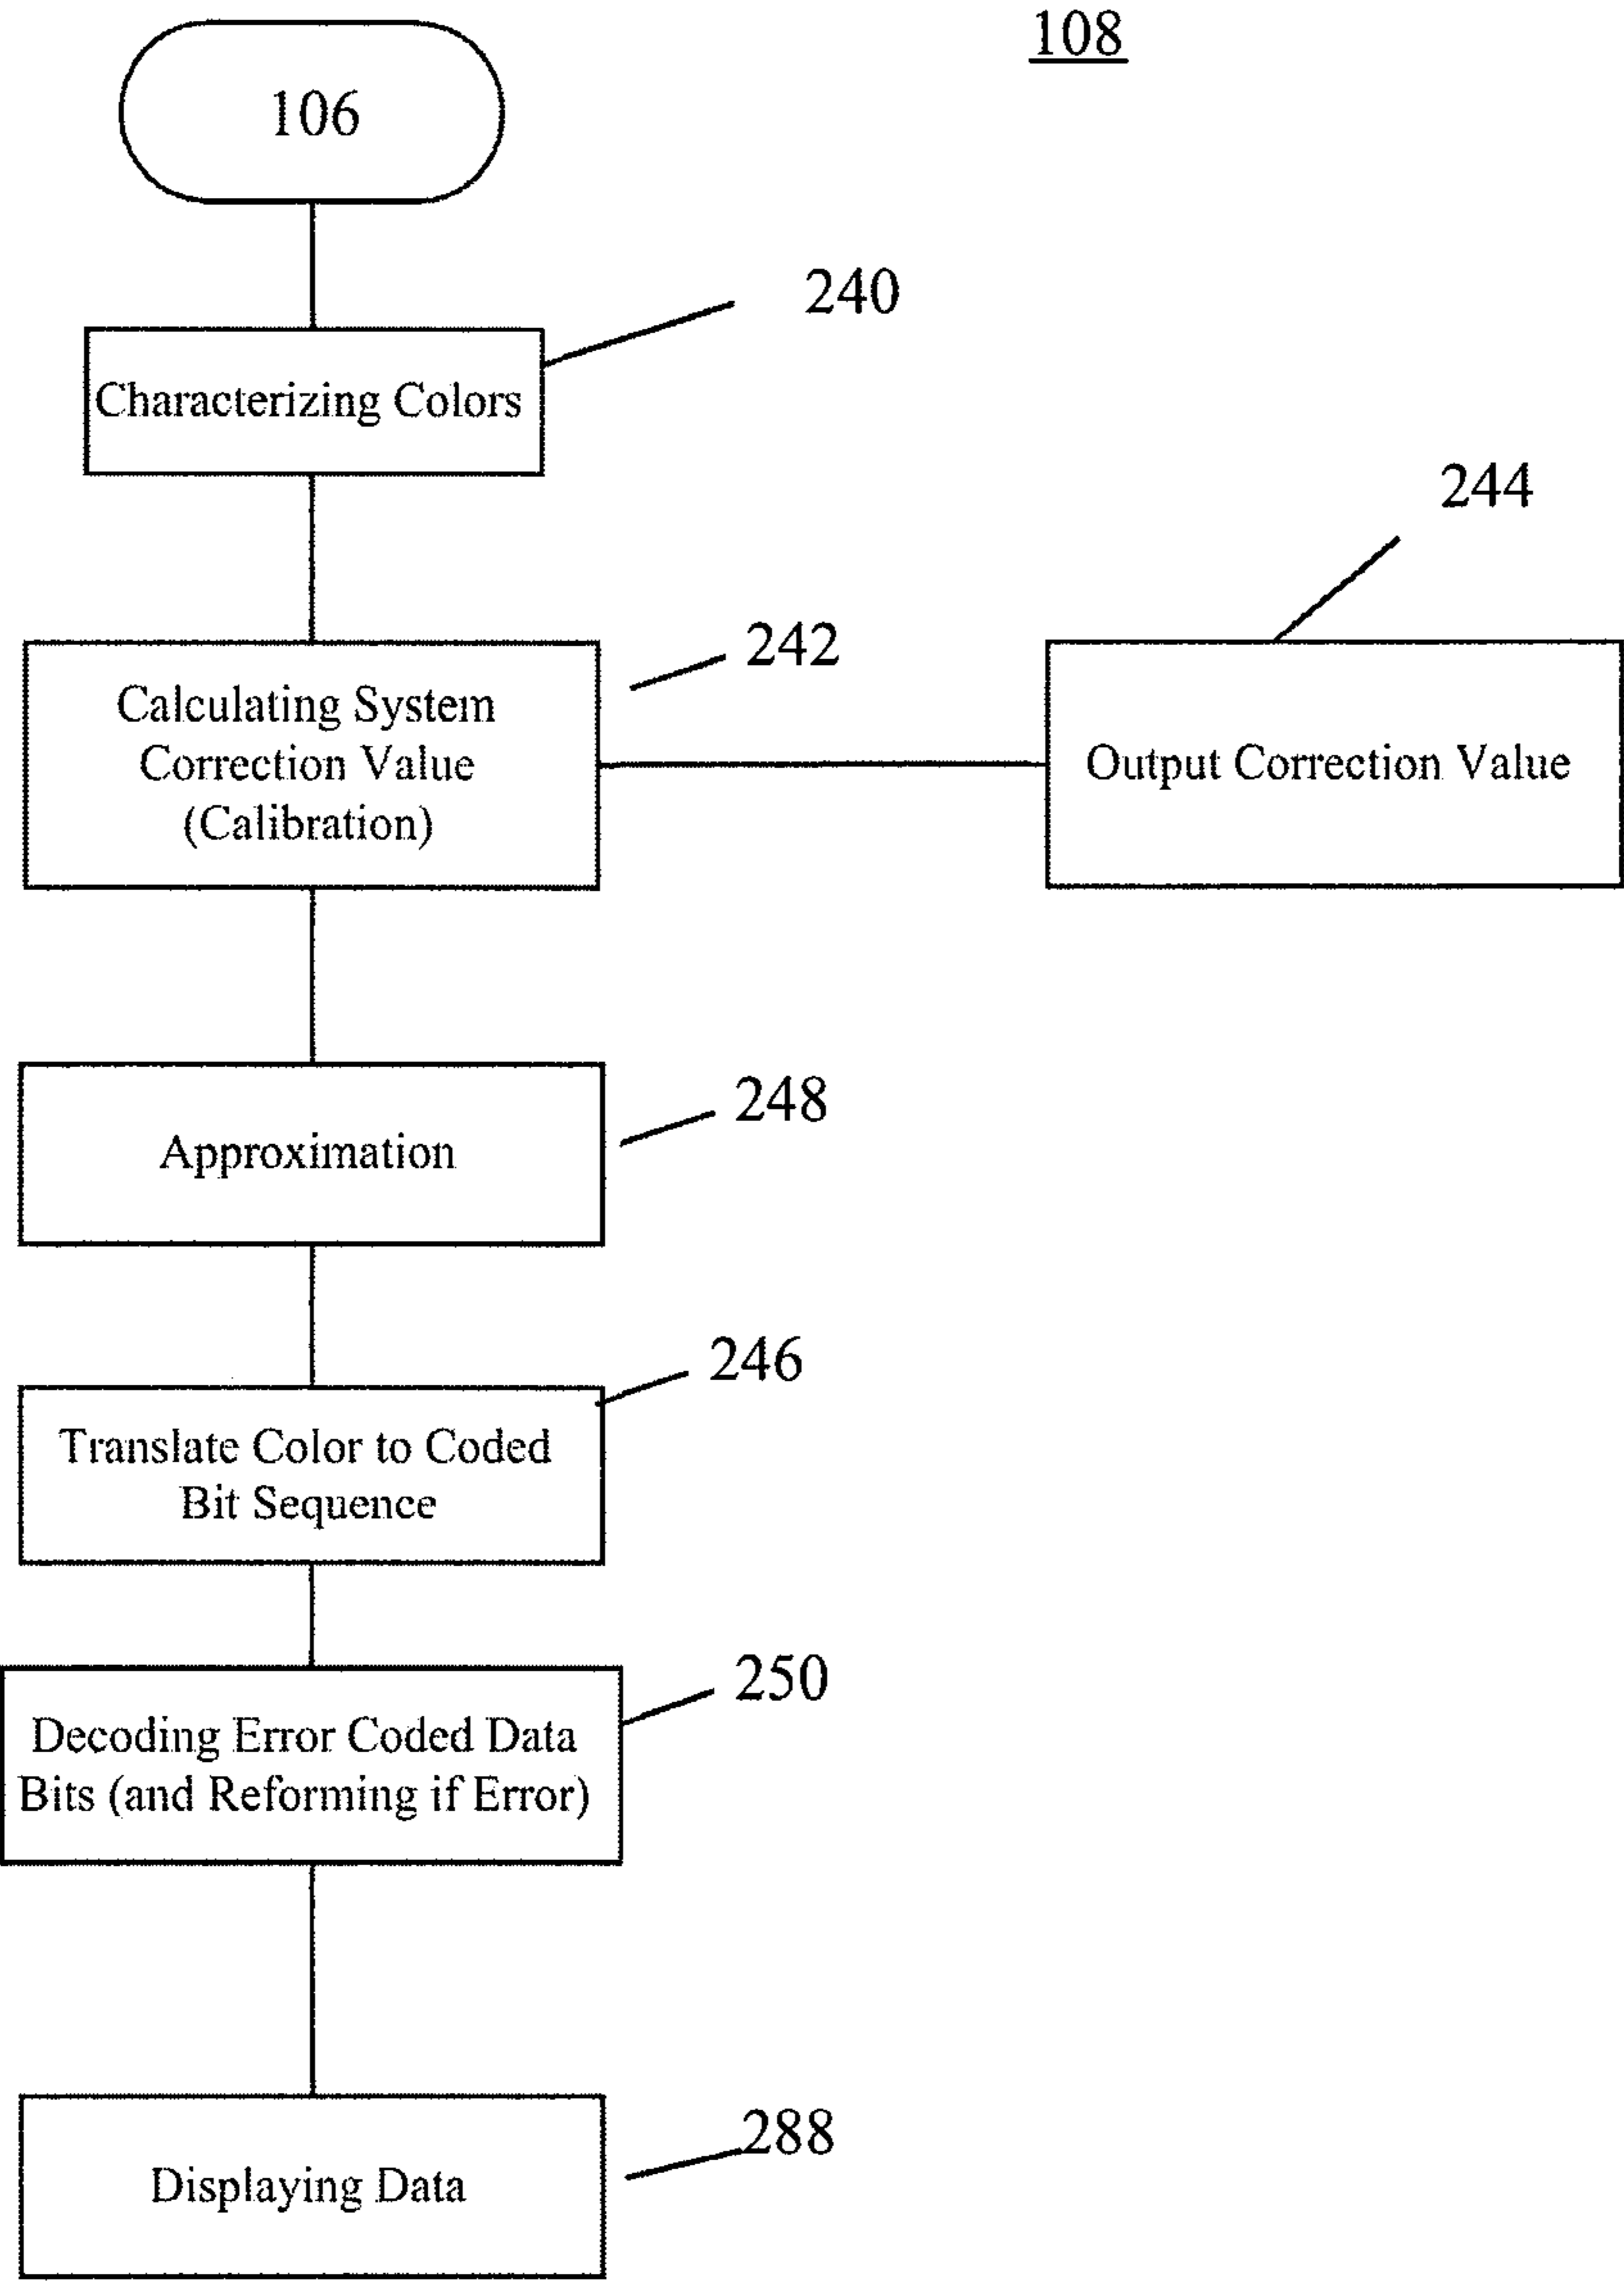 108
106
240
Characterizing Colors
244
242
Calculating System
Correction Value
(Calibration)
Output Correction Value
248
Approximation
246
Translate Color to Coded
Bit Sequence
250
Decoding Error Coded Data
Bits (and Reforming if Error)
288
Displaying Data